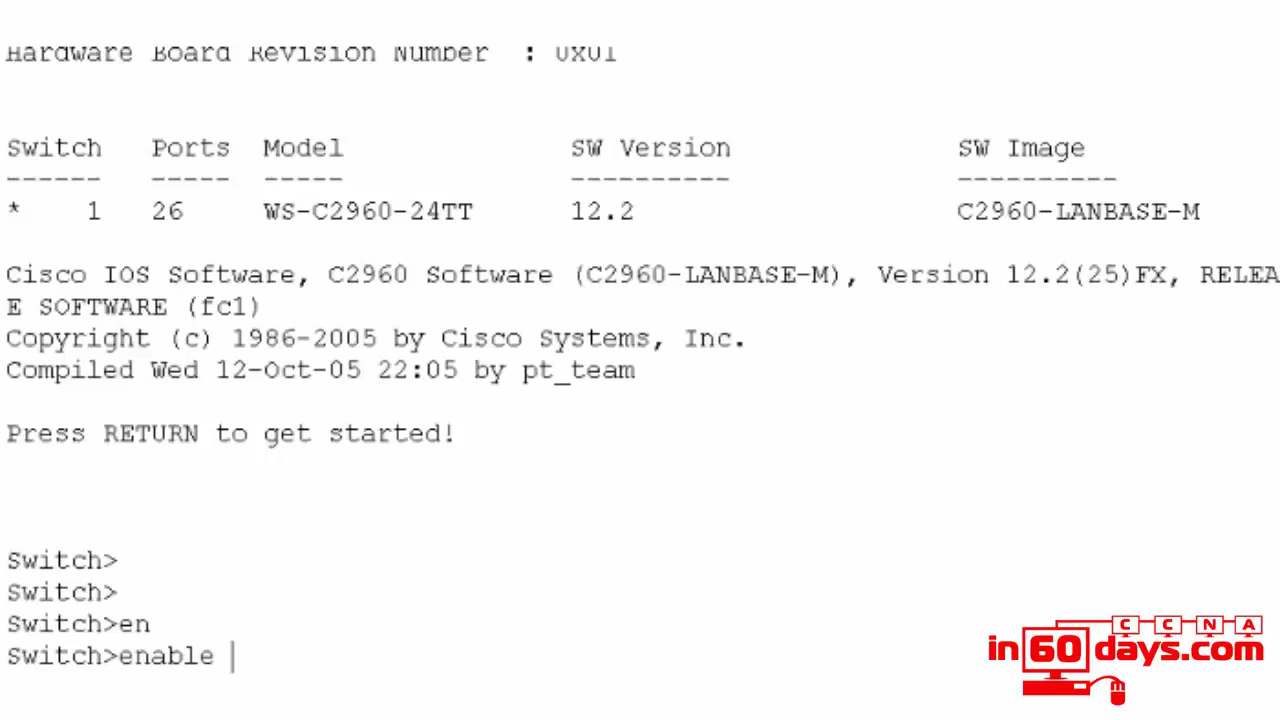 Hardware Board Revision Number  : 0x01
Switch   Ports  Model              SW Version              SW Image
------   -----  -----              ----------              ----------
*    1   26     WS-C2960-24TT      12.2                    C2960-LANBASE-M
Cisco IOS Software, C2960 Software (C2960-LANBASE-M), Version 12.2(25)FX, RELEA
E SOFTWARE (fc1)
Copyright (c) 1986-2005 by Cisco Systems, Inc.
Compiled Wed 12-Oct-05 22:05 by pt_team
Press RETURN to get started!
Switch>
Switch>
Switch>en
Switch>enable
CCNA
in60days.com